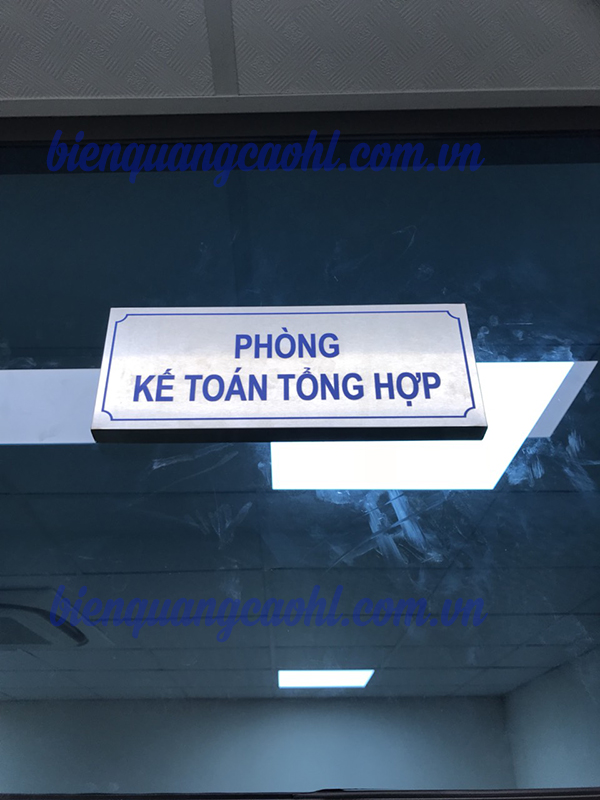 bienquangcaohl.com.vn
PHÒNG
KẾ TOÁN TỔNG HỢP
bienquangcaohl.com.vn